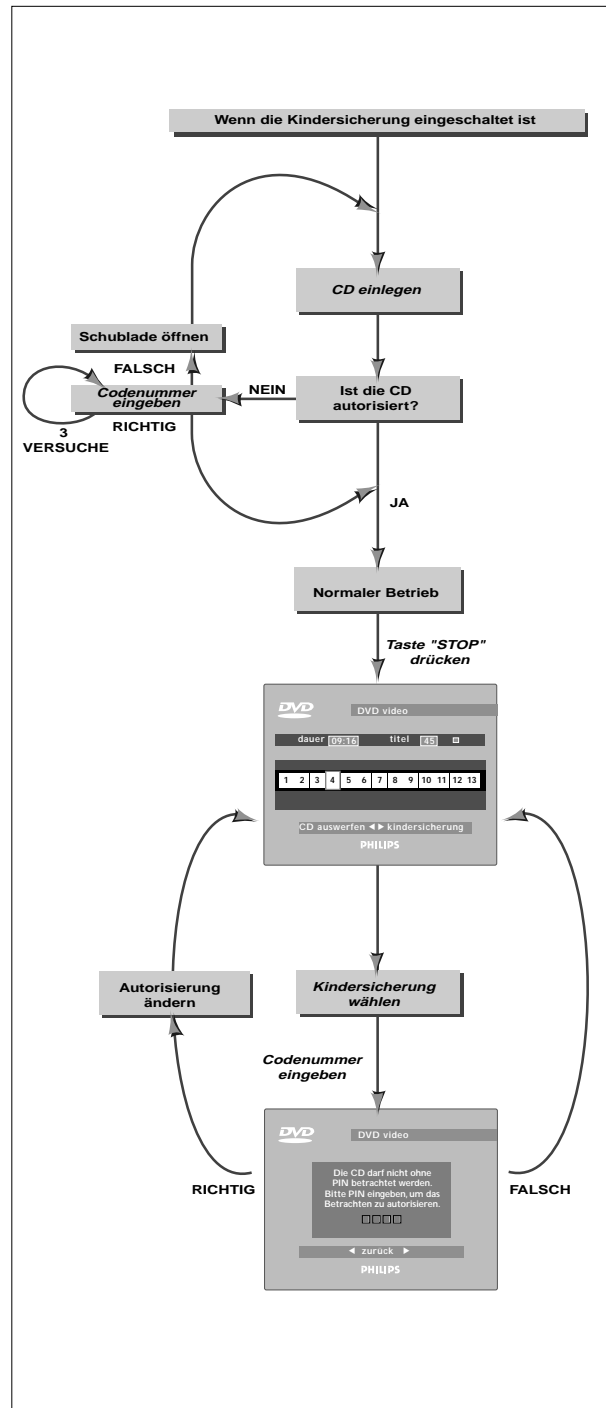 Wenn die Kindersicherung eingeschaltet ist
CD einlegen
Schublade öffnen
FALSCH
Codenummer
eingeben
NEIN
Ist die CD
autorisiert?
RICHTIG
3
VERSUCHE
JA
Normaler Betrieb
Taste "STOP"
drücken
DVD
DVD video
dauer 09:16 titel 45
1 2 3 4 5 6 7 8 9 10 11 12 13
CD auswerfen ◀ ▶ kindersicherung
PHILIPS
Autorisierung
ändern
Kindersicherung
wählen
Codenummer
eingeben
DVD
DVD video
Die CD darf nicht ohne
PIN betrachtet werden.
Bitte PIN eingeben, um das
Betrachten zu autorisieren.
RICHTIG
FALSCH
◀ zurück ▶
PHILIPS